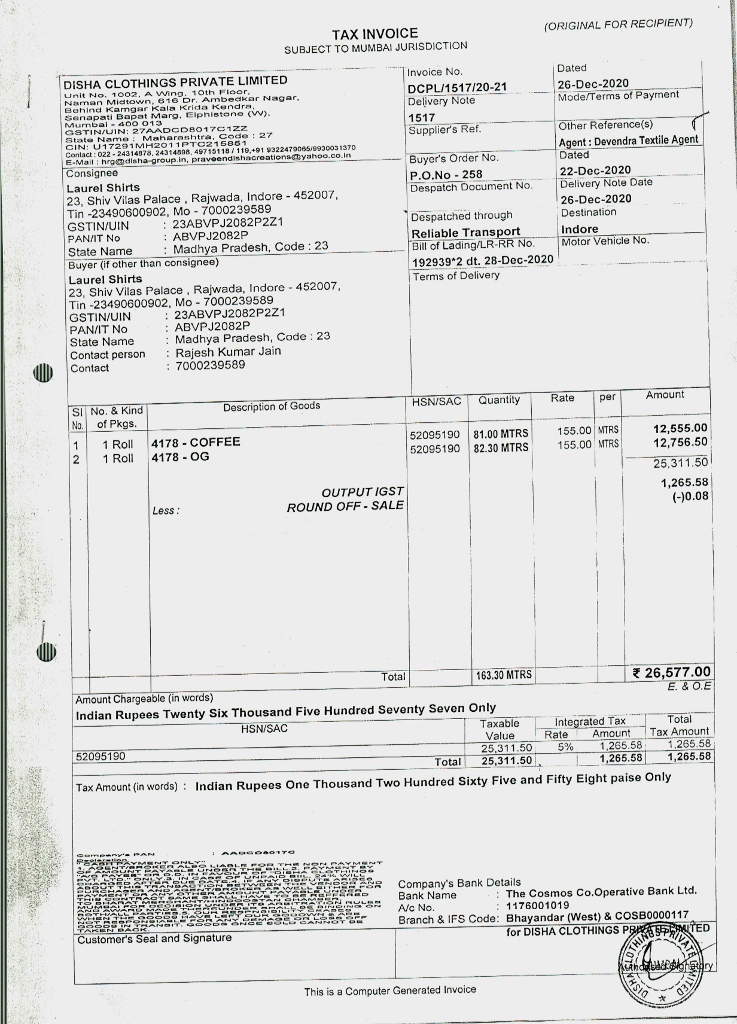 TAX INVOICE
(ORIGINAL FOR RECIPIENT)
SUBJECT TO MUMBAI JURISDICTION
DISHA CLOTHINGS PRIVATE LIMITED
Unit No. 1002, A Wing, 10th Floor,
Naman Midtown, 616 Dr. Ambedkar Nagar,
Behind Kamgar Kala Krida Kendra,
Senapati Bapat Marg, Elphistone (W).
Mumbai - 400 013
GSTIN/UIN: 27AADCD8017C1ZZ
State Name : Maharashtra, Code : 27
CIN: U17291MH2011PTC215861
Contact : 022 - 24314878, 24314898, 49715118 / 119,+91 9322479065/9930031370
E-Mail : hrg@disha-group.in, praveendishacreations@yahoo.co.in
Invoice No.
DCPL/1517/20-21
Dated
26-Dec-2020
Delivery Note
1517
Mode/Terms of Payment
Supplier's Ref.
Other Reference(s)
Agent : Devendra Textile Agent
Buyer's Order No.
P.O.No - 258
Dated
22-Dec-2020
Despatch Document No.
Delivery Note Date
26-Dec-2020
Despatched through
Reliable Transport
Destination
Indore
Bill of Lading/LR-RR No.
192939*2 dt. 28-Dec-2020
Motor Vehicle No.
Terms of Delivery
Consignee
Laurel Shirts
23, Shiv Vilas Palace , Rajwada, Indore - 452007,
Tin -23490600902, Mo - 7000239589
GSTIN/UIN : 23ABVPJ2082P2Z1
PAN/IT No : ABVPJ2082P
State Name : Madhya Pradesh, Code : 23
Buyer (if other than consignee)
Laurel Shirts
23, Shiv Vilas Palace , Rajwada, Indore - 452007,
Tin -23490600902, Mo - 7000239589
GSTIN/UIN : 23ABVPJ2082P2Z1
PAN/IT No : ABVPJ2082P
State Name : Madhya Pradesh, Code : 23
Contact person : Rajesh Kumar Jain
Contact : 7000239589
Sl No. No. & Kind of Pkgs. Description of Goods HSN/SAC Quantity Rate per Amount
1 1 Roll 4178 - COFFEE 52095190 81.00 MTRS 155.00 MTRS 12,555.00
2 1 Roll 4178 - OG 52095190 82.30 MTRS 155.00 MTRS 12,756.50
25,311.50
OUTPUT IGST 1,265.58
Less : ROUND OFF - SALE (-)0.08
Total 163.30 MTRS ₹ 26,577.00
E. & O.E
Amount Chargeable (in words)
Indian Rupees Twenty Six Thousand Five Hundred Seventy Seven Only
HSN/SAC Taxable Value Integrated Tax Rate Amount Total Tax Amount
52095190 25,311.50 5% 1,265.58 1,265.58
Total 25,311.50 1,265.58 1,265.58
Tax Amount (in words) : Indian Rupees One Thousand Two Hundred Sixty Five and Fifty Eight paise Only
Company's PAN : AADCD8017C
Declaration
"CASH PAYMENT ONLY"
Company's Bank Details
Bank Name : The Cosmos Co.Operative Bank Ltd.
A/c No. : 1176001019
Branch & IFS Code: Bhayandar (West) & COSB0000117
Customer's Seal and Signature
for DISHA CLOTHINGS PRIVATE LIMITED
DISHA CLOTHINGS PRIVATE LIMITED
MUMBAI
Authorised Signatory
This is a Computer Generated Invoice